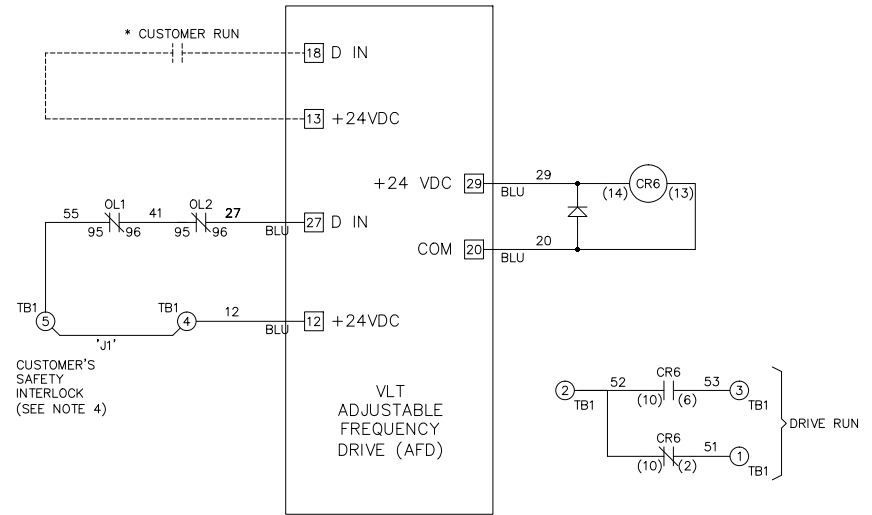 * CUSTOMER RUN
18 D IN
13 +24VDC
+24 VDC 29
29
BLU
(14) CR6 (13)
55 OL1 41 OL2 27
95 96 95 96 BLU
27 D IN
COM 20
20
BLU
TB1 TB1 12
5 4 BLU
12 +24VDC
'J1'
CUSTOMER'S
SAFETY
INTERLOCK
(SEE NOTE 4)
VLT
ADJUSTABLE
FREQUENCY
DRIVE (AFD)
CR6
2 52 53 3
TB1 (10) (6) TB1
DRIVE RUN
CR6
51 1
(10) (2) TB1